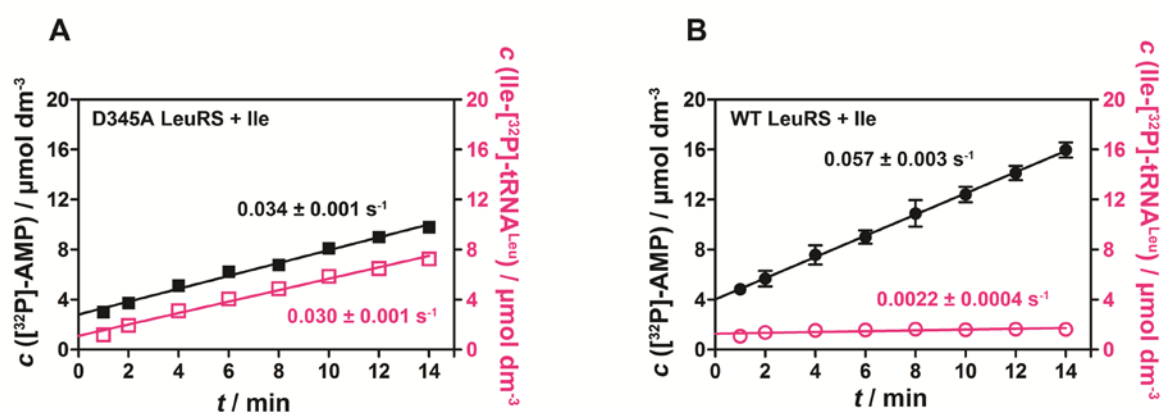 A
B
c ([³²P]-AMP) / μmol dm⁻³
20
16
12
8
4
0
D345A LeuRS + Ile
0.034 ± 0.001 s⁻¹
0.030 ± 0.001 s⁻¹
0 2 4 6 8 10 12 14
t / min
20
16
12
8
4
0
c (Ile-[³²P]-tRNAᴸᵉᵘ) / μmol dm⁻³
c ([³²P]-AMP) / μmol dm⁻³
20
16
12
8
4
0
WT LeuRS + Ile
0.057 ± 0.003 s⁻¹
0.0022 ± 0.0004 s⁻¹
0 2 4 6 8 10 12 14
t / min
20
16
12
8
4
0
c (Ile-[³²P]-tRNAᴸᵉᵘ) / μmol dm⁻³